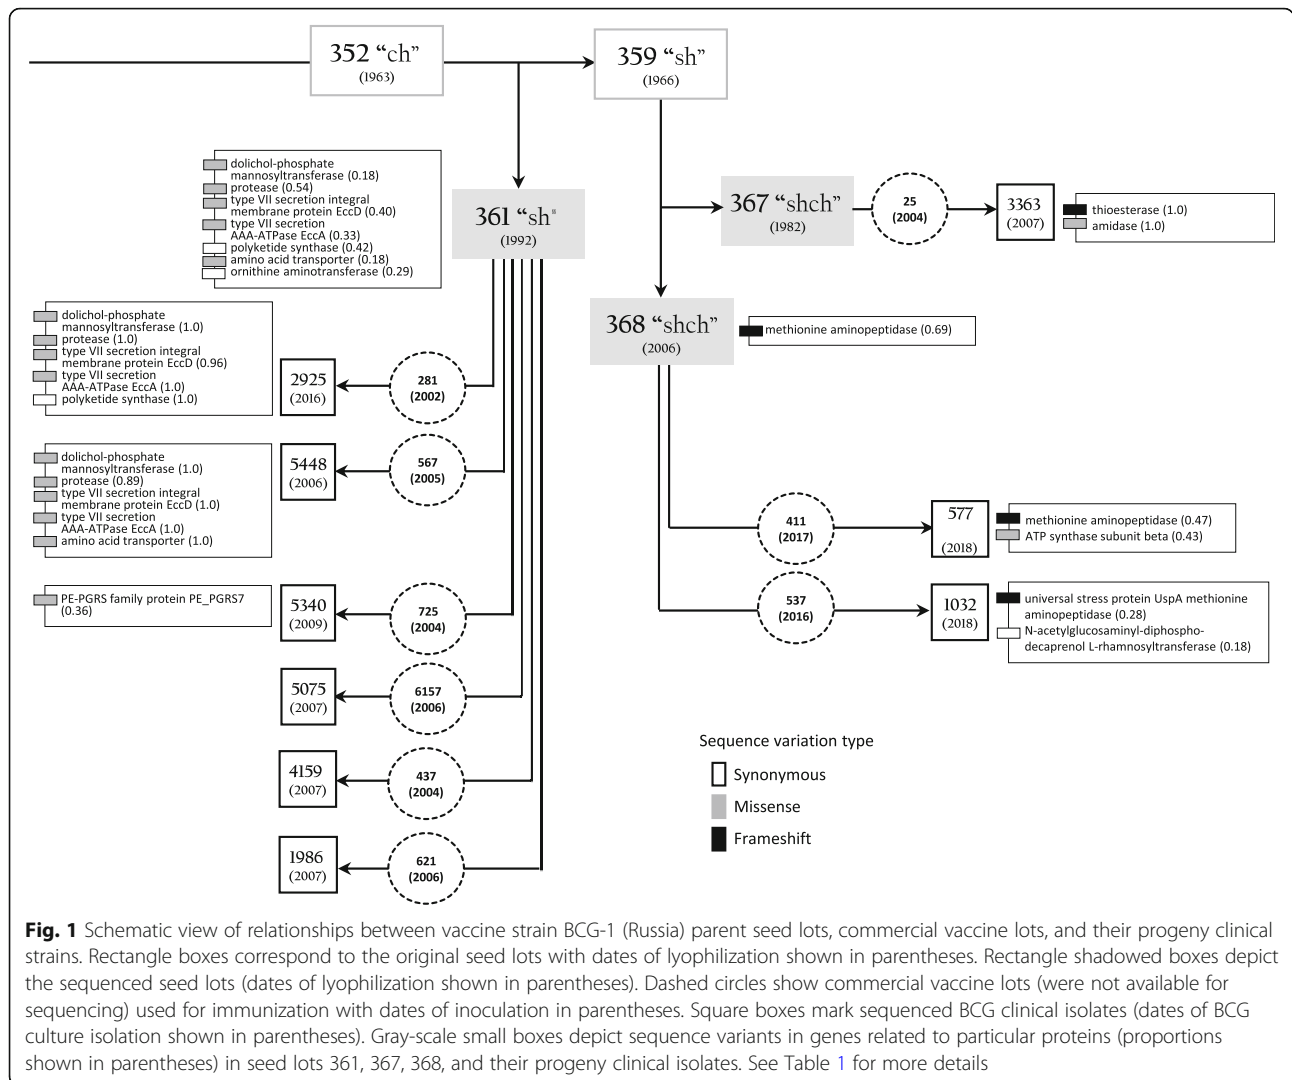 352 “ch”
(1963)
359 “sh”
(1966)
dolichol-phosphate
mannosyltransferase (0.18)
protease (0.54)
type VII secretion integral
membrane protein EccD (0.40)
type VII secretion
AAA-ATPase EccA (0.33)
polyketide synthase (0.42)
amino acid transporter (0.18)
ornithine aminotransferase (0.29)
361 “sh"
(1992)
367 “shch”
(1982)
25
(2004)
3363
(2007)
thioesterase (1.0)
amidase (1.0)
368 “shch”
(2006)
methionine aminopeptidase (0.69)
dolichol-phosphate
mannosyltransferase (1.0)
protease (1.0)
type VII secretion integral
membrane protein EccD (0.96)
type VII secretion
AAA-ATPase EccA (1.0)
polyketide synthase (1.0)
2925
(2016)
281
(2002)
dolichol-phosphate
mannosyltransferase (1.0)
protease (0.89)
type VII secretion integral
membrane protein EccD (1.0)
type VII secretion
AAA-ATPase EccA (1.0)
amino acid transporter (1.0)
5448
(2006)
567
(2005)
411
(2017)
577
(2018)
methionine aminopeptidase (0.47)
ATP synthase subunit beta (0.43)
PE-PGRS family protein PE_PGRS7
(0.36)
5340
(2009)
725
(2004)
537
(2016)
1032
(2018)
universal stress protein UspA methionine
aminopeptidase (0.28)
N-acetylglucosaminyl-diphospho-
decaprenol L-rhamnosyltransferase (0.18)
5075
(2007)
6157
(2006)
4159
(2007)
437
(2004)
1986
(2007)
621
(2006)
Sequence variation type
Synonymous
Missense
Frameshift
Fig. 1 Schematic view of relationships between vaccine strain BCG-1 (Russia) parent seed lots, commercial vaccine lots, and their progeny clinical
strains. Rectangle boxes correspond to the original seed lots with dates of lyophilization shown in parentheses. Rectangle shadowed boxes depict
the sequenced seed lots (dates of lyophilization shown in parentheses). Dashed circles show commercial vaccine lots (were not available for
sequencing) used for immunization with dates of inoculation in parentheses. Square boxes mark sequenced BCG clinical isolates (dates of BCG
culture isolation shown in parentheses). Gray-scale small boxes depict sequence variants in genes related to particular proteins (proportions
shown in parentheses) in seed lots 361, 367, 368, and their progeny clinical isolates. See Table 1 for more details